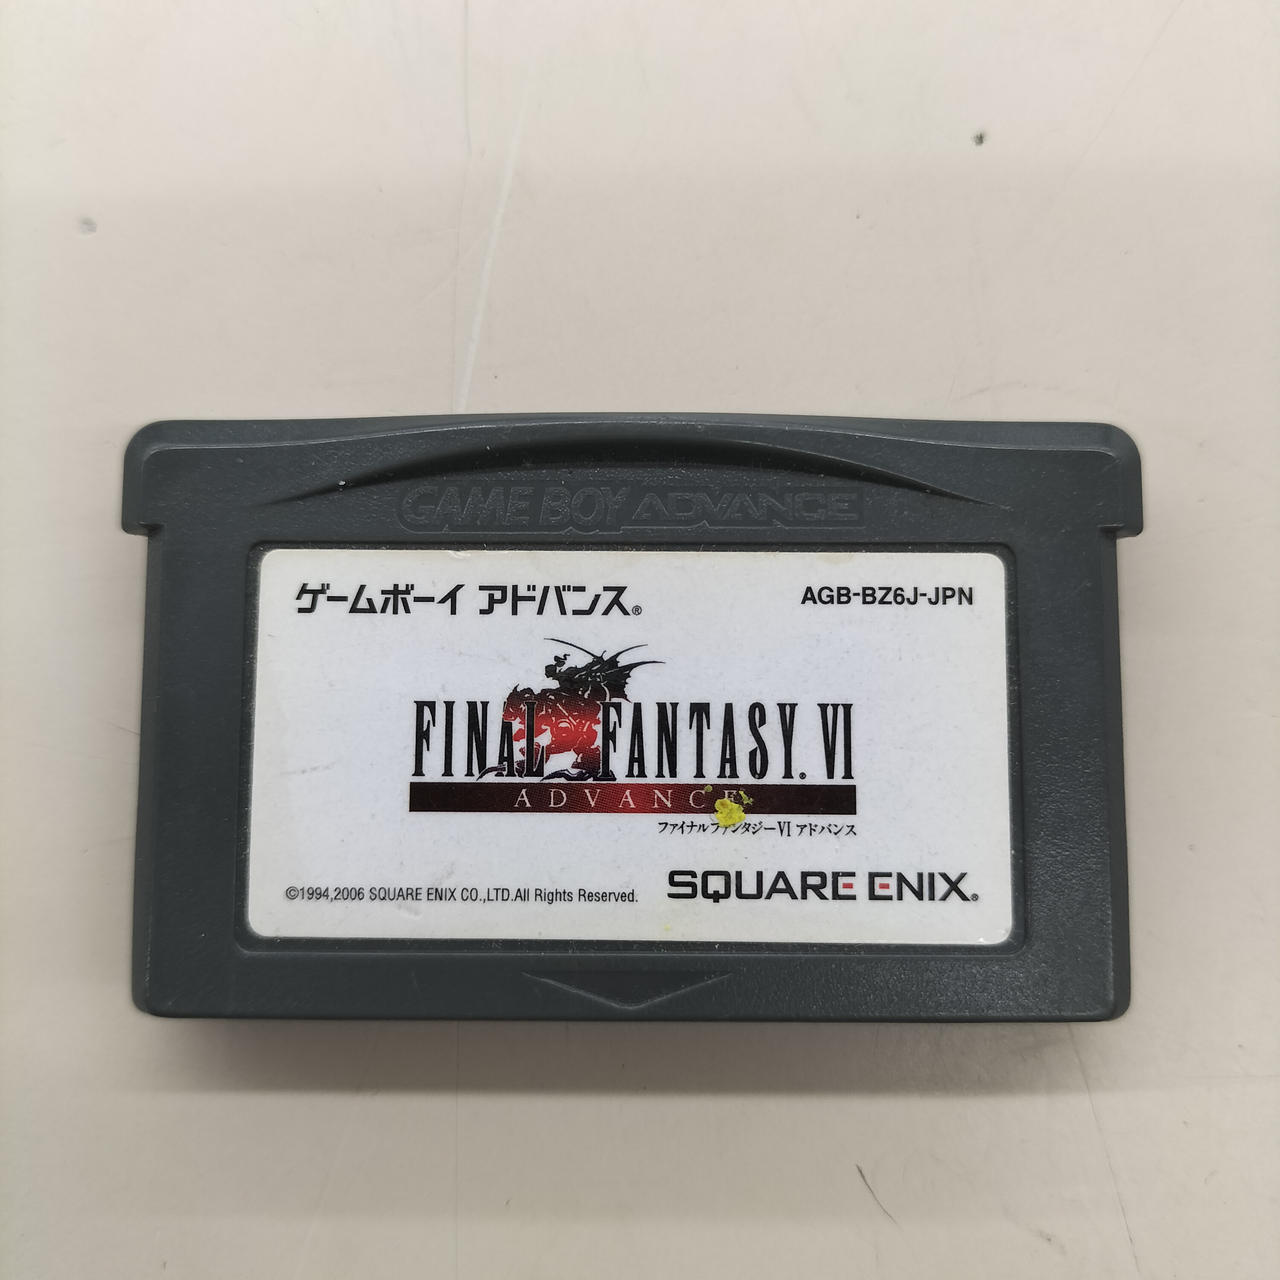 GAME BOY ADVANCE
ゲームボーイ アドバンス®
AGB-BZ6J-JPN
FINAL FANTASY® VI
ADVANCE
ファイナルファンタジーVI アドバンス
©1994,2006 SQUARE ENIX CO.,LTD.All Rights Reserved.
SQUARE ENIX®